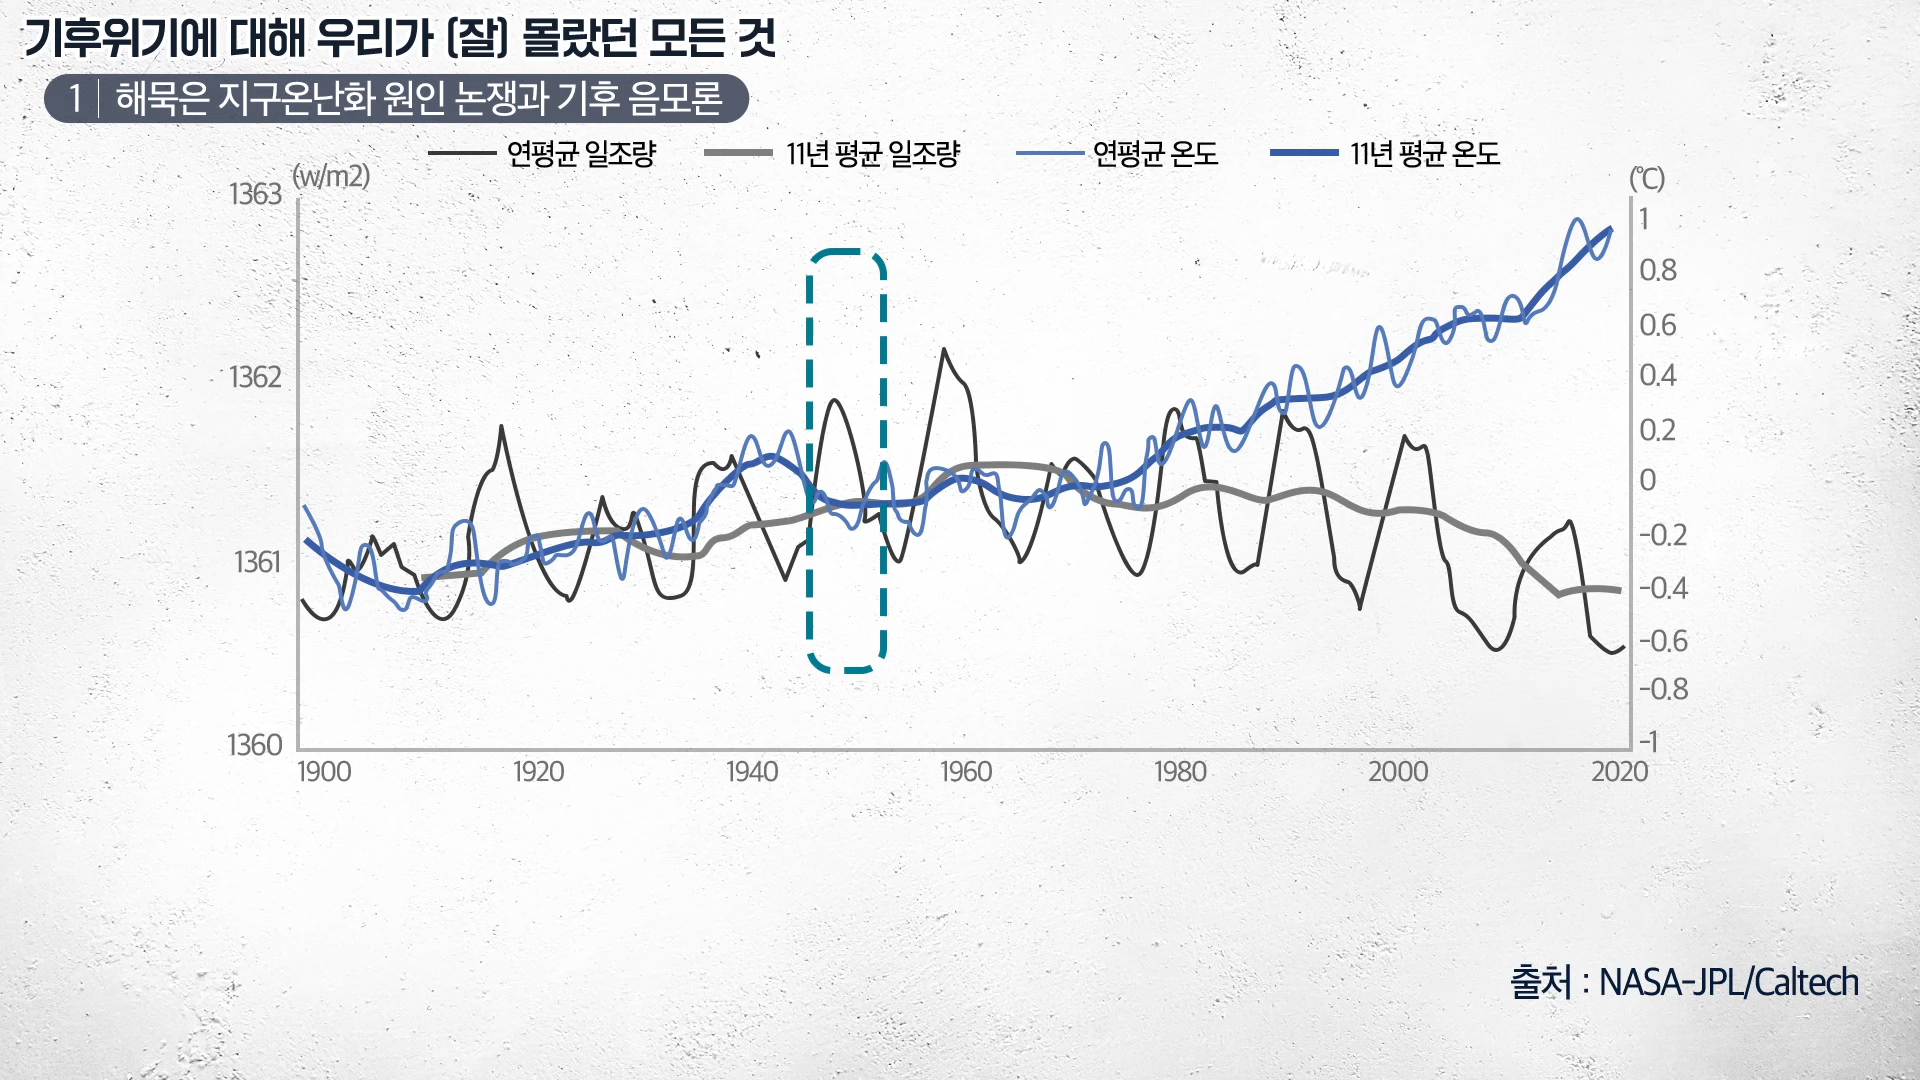 기후위기에 대해 우리가 (잘) 몰랐던 모든 것
1 해묵은 지구온난화 원인 논쟁과 기후 음모론
연평균 일조량 11년 평균 일조량 연평균 온도 11년 평균 온도
(w/m2) (℃)
1363
1362
1361
1360
1
0.8
0.6
0.4
0.2
0
-0.2
-0.4
-0.6
-0.8
-1
1900 1920 1940 1960 1980 2000 2020
출처 : NASA-JPL/Caltech